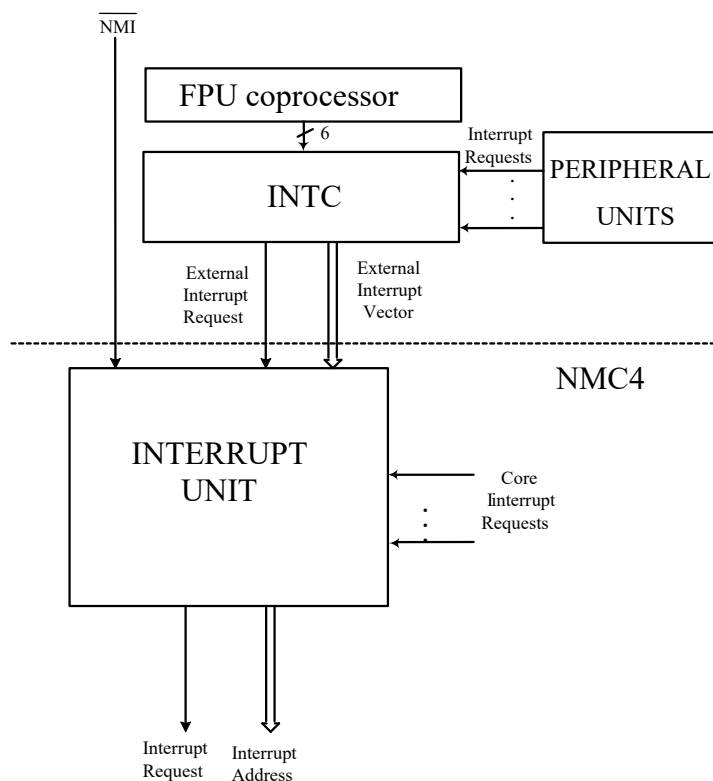 NMI
FPU coprocessor
6
INTC
Interrupt
Requests
PERIPHERAL
UNITS
External
Interrupt
Request
External
Interrupt
Vector
NMC4
INTERRUPT
UNIT
Core
Iinterrupt
Requests
Interrupt
Request
Interrupt
Address